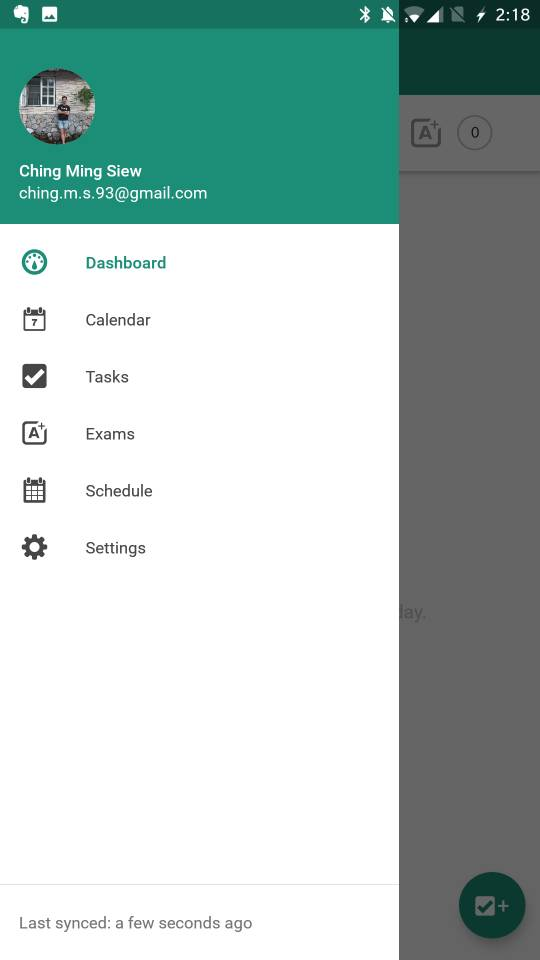 2:18
0
Ching Ming Siew
ching.m.s.93@gmail.com
Dashboard
7
Calendar
Tasks
A+
Exams
Schedule
Settings
day.
Last synced: a few seconds ago